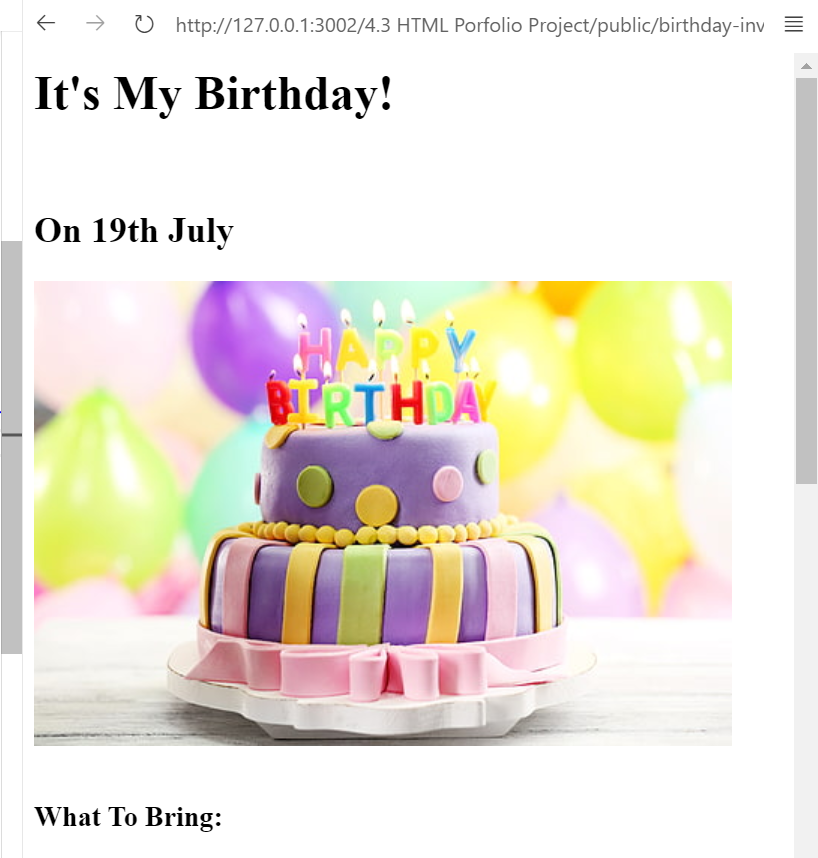 http://127.0.0.1:3002/4.3 HTML Porfolio Project/public/birthday-inv
It's My Birthday!
On 19th July
HAPPY
BIRTHDAY
What To Bring: